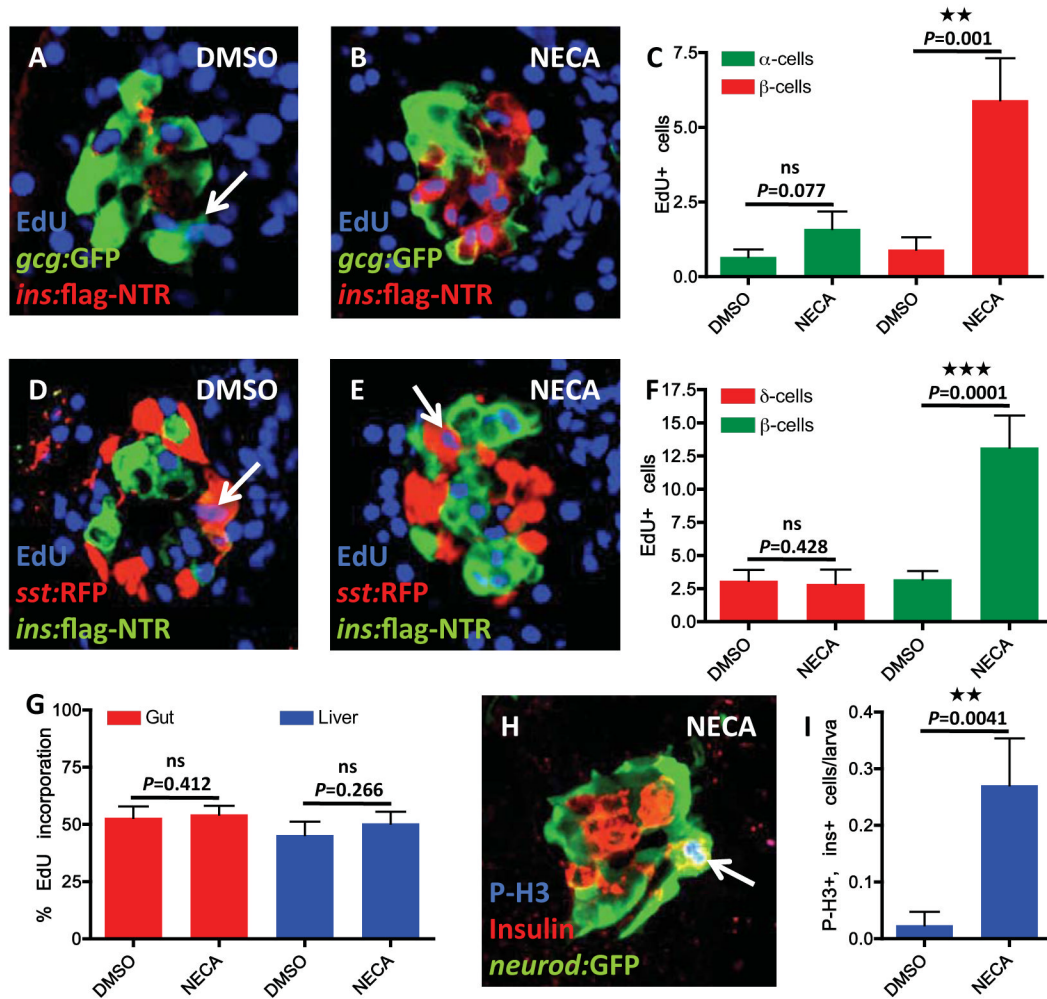 A DMSO
EdU
gcg:GFP
ins:flag-NTR
B NECA
EdU
gcg:GFP
ins:flag-NTR
C
α-cells
β-cells
★★
P=0.001
ns
P=0.077
EdU+ cells
7.5
5.0
2.5
0.0
DMSO
NECA
DMSO
NECA
D DMSO
EdU
sst:RFP
ins:flag-NTR
E NECA
EdU
sst:RFP
ins:flag-NTR
F
δ-cells
β-cells
★★★
P=0.0001
ns
P=0.428
EdU+ cells
17.5
15.0
12.5
10.0
7.5
5.0
2.5
0.0
DMSO
NECA
DMSO
NECA
G
Gut
Liver
ns
P=0.412
ns
P=0.266
% EdU incorporation
100
75
50
25
0
DMSO
NECA
DMSO
NECA
H NECA
P-H3
Insulin
neurod:GFP
I
★★
P=0.0041
P-H3+, ins+ cells/larva
0.4
0.3
0.2
0.1
0.0
DMSO
NECA